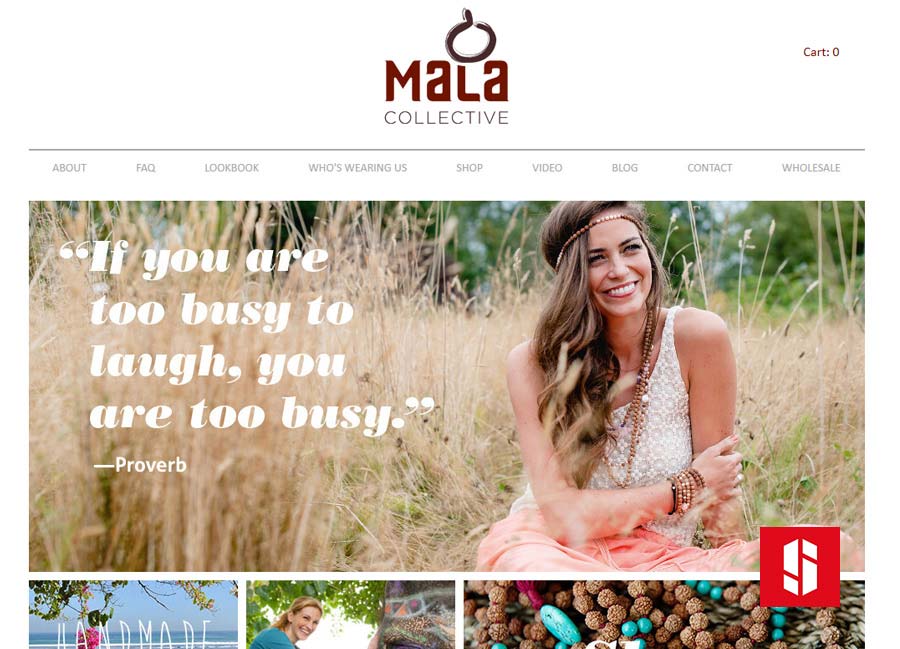 MALA
COLLECTIVE
Cart: 0
ABOUT FAQ LOOKBOOK WHO'S WEARING US SHOP VIDEO BLOG CONTACT WHOLESALE
“If you are
too busy to
laugh, you
are too busy.”
—Proverb
HANDMADE